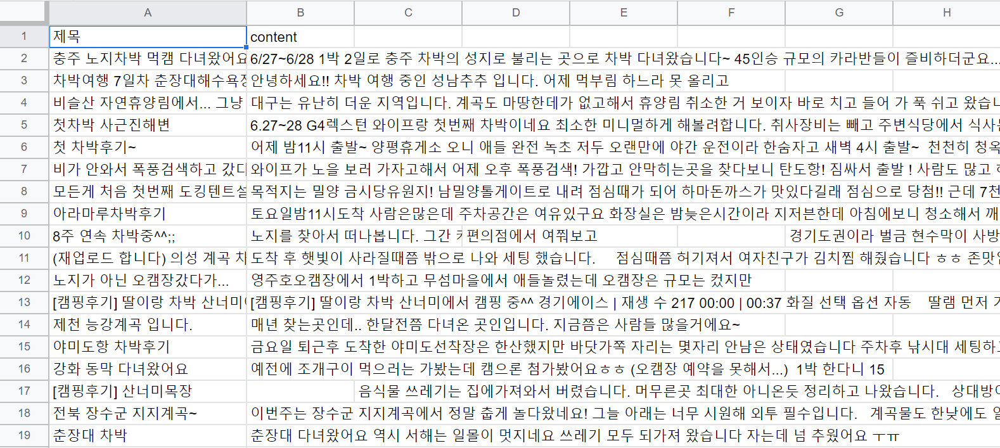 A B C D E F G H
1 제목 content
2 충주 노지차박 먹캠 다녀왔어요 6/27~6/28 1박 2일로 충주 차박의 성지로 불리는 곳으로 차박 다녀왔습니다~ 45인승 규모의 카라반들이 즐비하더군요...
3 차박여행 7일차 춘장대해수욕장 안녕하세요!! 차박 여행 중인 성남추추 입니다. 어제 먹부림 하느라 못 올리고
4 비슬산 자연휴양림에서... 그냥 대구는 유난히 더운 지역입니다. 계곡도 마땅한데가 없고해서 휴양림 취소한 거 보이자 바로 치고 들어 가 푹 쉬고 왔습니
5 첫차박 사근진해변 6.27~28 G4렉스턴 와이프랑 첫번째 차박이네요 최소한 미니멀하게 해볼려합니다. 취사장비는 빼고 주변식당에서 식사는
6 첫 차박후기~ 어제 밤11시 출발~ 양평휴게소 오니 애들 완전 녹초 저두 오랜만에 야간 운전이라 한숨자고 새벽 4시 출발~ 천천히 청옥
7 비가 안와서 폭풍검색하고 갔다 와이프가 노을 보러 가자고해서 어제 오후 폭풍검색! 가깝고 안막히는곳을 찾다보니 탄도항! 짐싸서 출발 ! 사람도 많고
8 모든게 처음 첫번째 도킹텐트설 목적지는 밀양 금시당유원지! 남밀양톨게이트로 내려 점심때가 되어 하마돈까스가 맛있다길래 점심으로 당첨!! 근데 7천
9 아라마루차박후기 토요일밤11시도착 사람은많은데 주차공간은 여유있구요 화장실은 밤늦은시간이라 지저븐한데 아침에보니 청소해서 깨
10 8주 연속 차박중^^;; 노지를 찾아서 떠나봅니다. 그간 편의점에서 여쭤보고 경기도권이라 벌금 현수막이 사방
11 (재업로드 합니다) 의성 계곡 차 도착 후 햇빛이 사라질때쯤 밖으로 나와 세팅 했습니다. 점심때쯤 허기져서 여자친구가 김치찜 해줬습니다 ㅎㅎ 존맛
12 노지가 아닌 오캠장갔다가... 영주호오캠장에서 1박하고 무섬마을에서 애들놀렸는데 오캠장은 규모는 컸지만
13 [캠핑후기] 딸이랑 차박 산너미 [캠핑후기] 딸이랑 차박 산너미에서 캠핑 중^^ 경기에이스 | 재생 수 217 00:00 | 00:37 화질 선택 옵션 자동 딸램 먼저
14 제천 능강계곡 입니다. 매년 찾는곳인데.. 한달전쯤 다녀온 곳인입니다. 지금쯤은 사람들 많을거에요~
15 야미도항 차박후기 금요일 퇴근후 도착한 야미도선착장은 한산했지만 바닷가쪽 자리는 몇자리 안남은 상태였습니다 주차후 낚시대 세팅하고
16 강화 동막 다녀왔어요 예전에 조개구이 먹으러는 가봤는데 캠으론 첨가봤어요ㅎㅎ (오캠장 예약을 못해서...) 1박 한다니 15
17 [캠핑후기] 산너미목장 음식물 쓰레기는 집에가져와서 버렸습니다. 머무른곳 최대한 아니온듯 정리하고 나왔습니다. 상대방이
18 전북 장수군 지지계곡~ 이번주는 장수군 지지계곡에서 정말 춥게 놀다왔네요! 그늘 아래는 너무 시원해 외투 필수입니다. 계곡물도 한낮에도
19 춘장대 차박 춘장대 다녀왔어요 역시 서해는 일몰이 멋지네요 쓰레기 모두 되가져 왔습니다 자는데 넘 추웠어요 ㅜㅠ